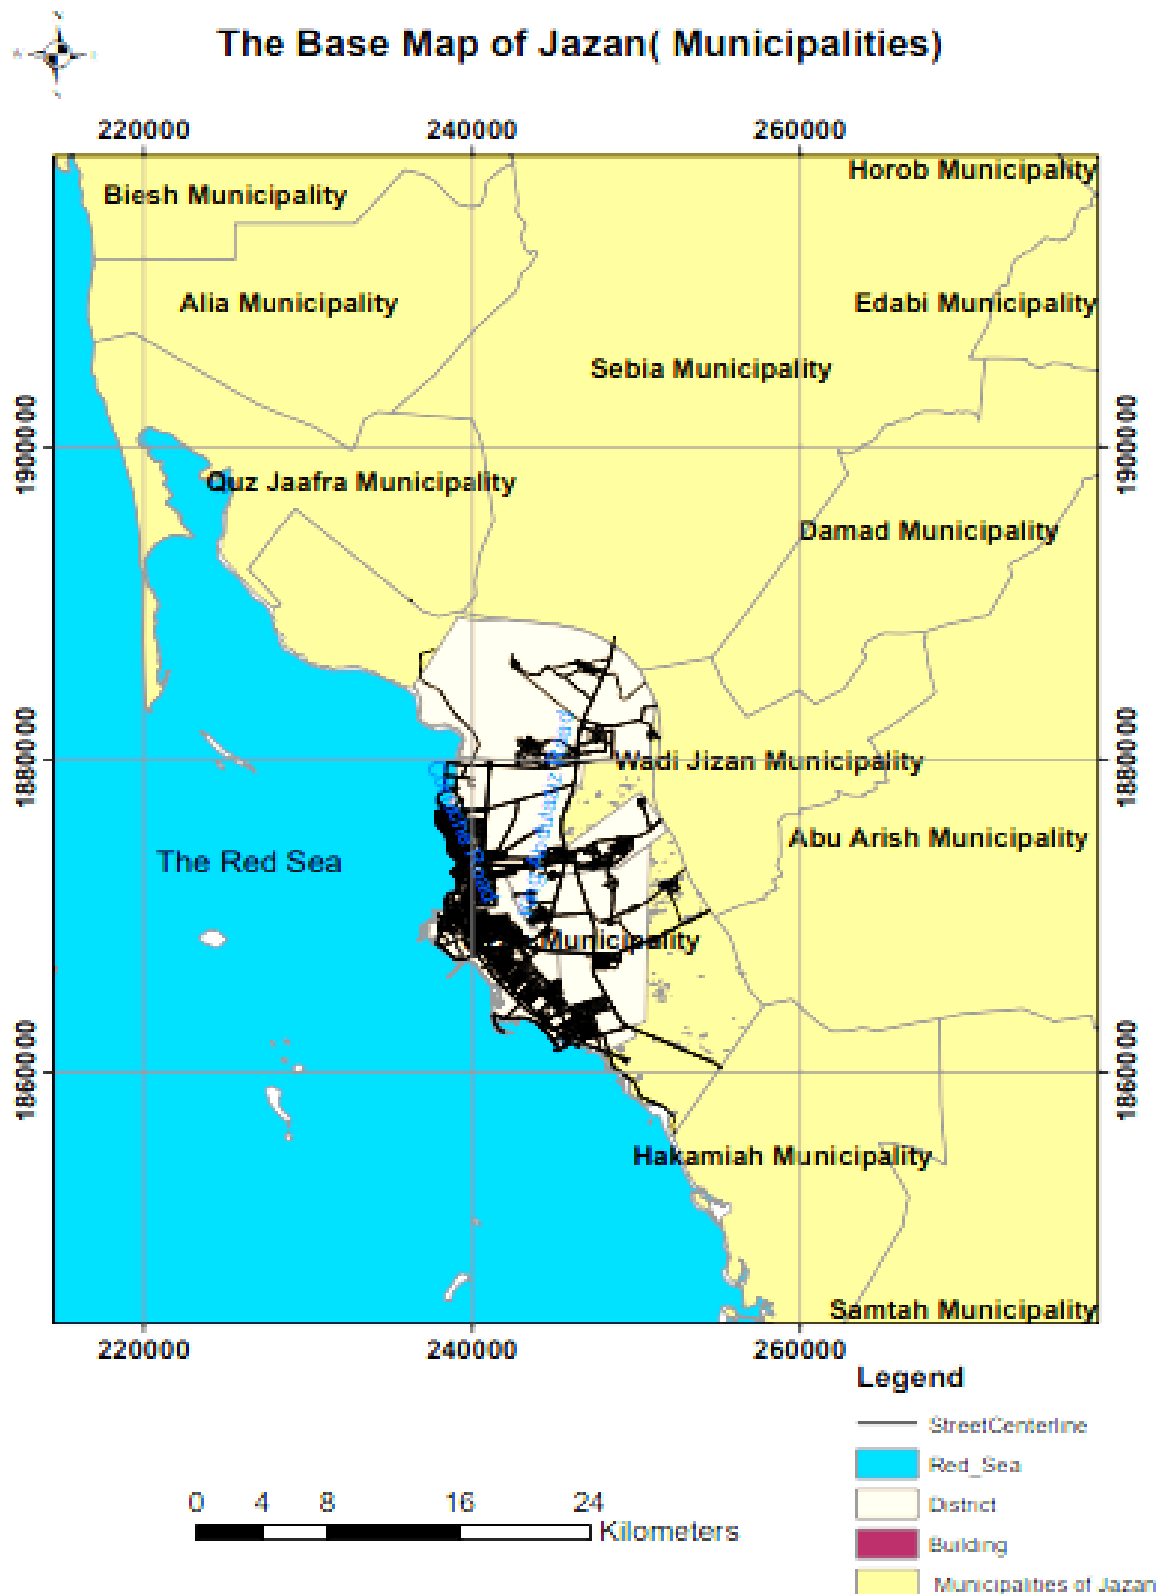 The Base Map of Jazan( Municipalities)
220000 240000 260000
Horob Municipality
Biesh Municipality
Alia Municipality
Edabi Municipality
Sebia Municipality
1900000
1900000
Quz Jaafra Municipality
Damad Municipality
1880000
1880000
Wadi Jizan Municipality
Abu Arish Municipality
The Red Sea
Municipality
1860000
1860000
Hakamiah Municipality
Samtah Municipality
220000 240000 260000
Legend
StreetCenterline
Red_Sea
District
Building
Municipalities of Jazan
0 4 8 16 24
Kilometers